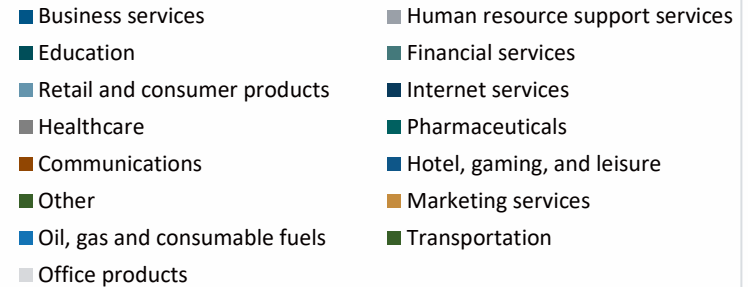 Business services
Human resource support services
Education
Financial services
Retail and consumer products
Internet services
Healthcare
Pharmaceuticals
Communications
Hotel, gaming, and leisure
Other
Marketing services
Oil, gas and consumable fuels
Transportation
Office products